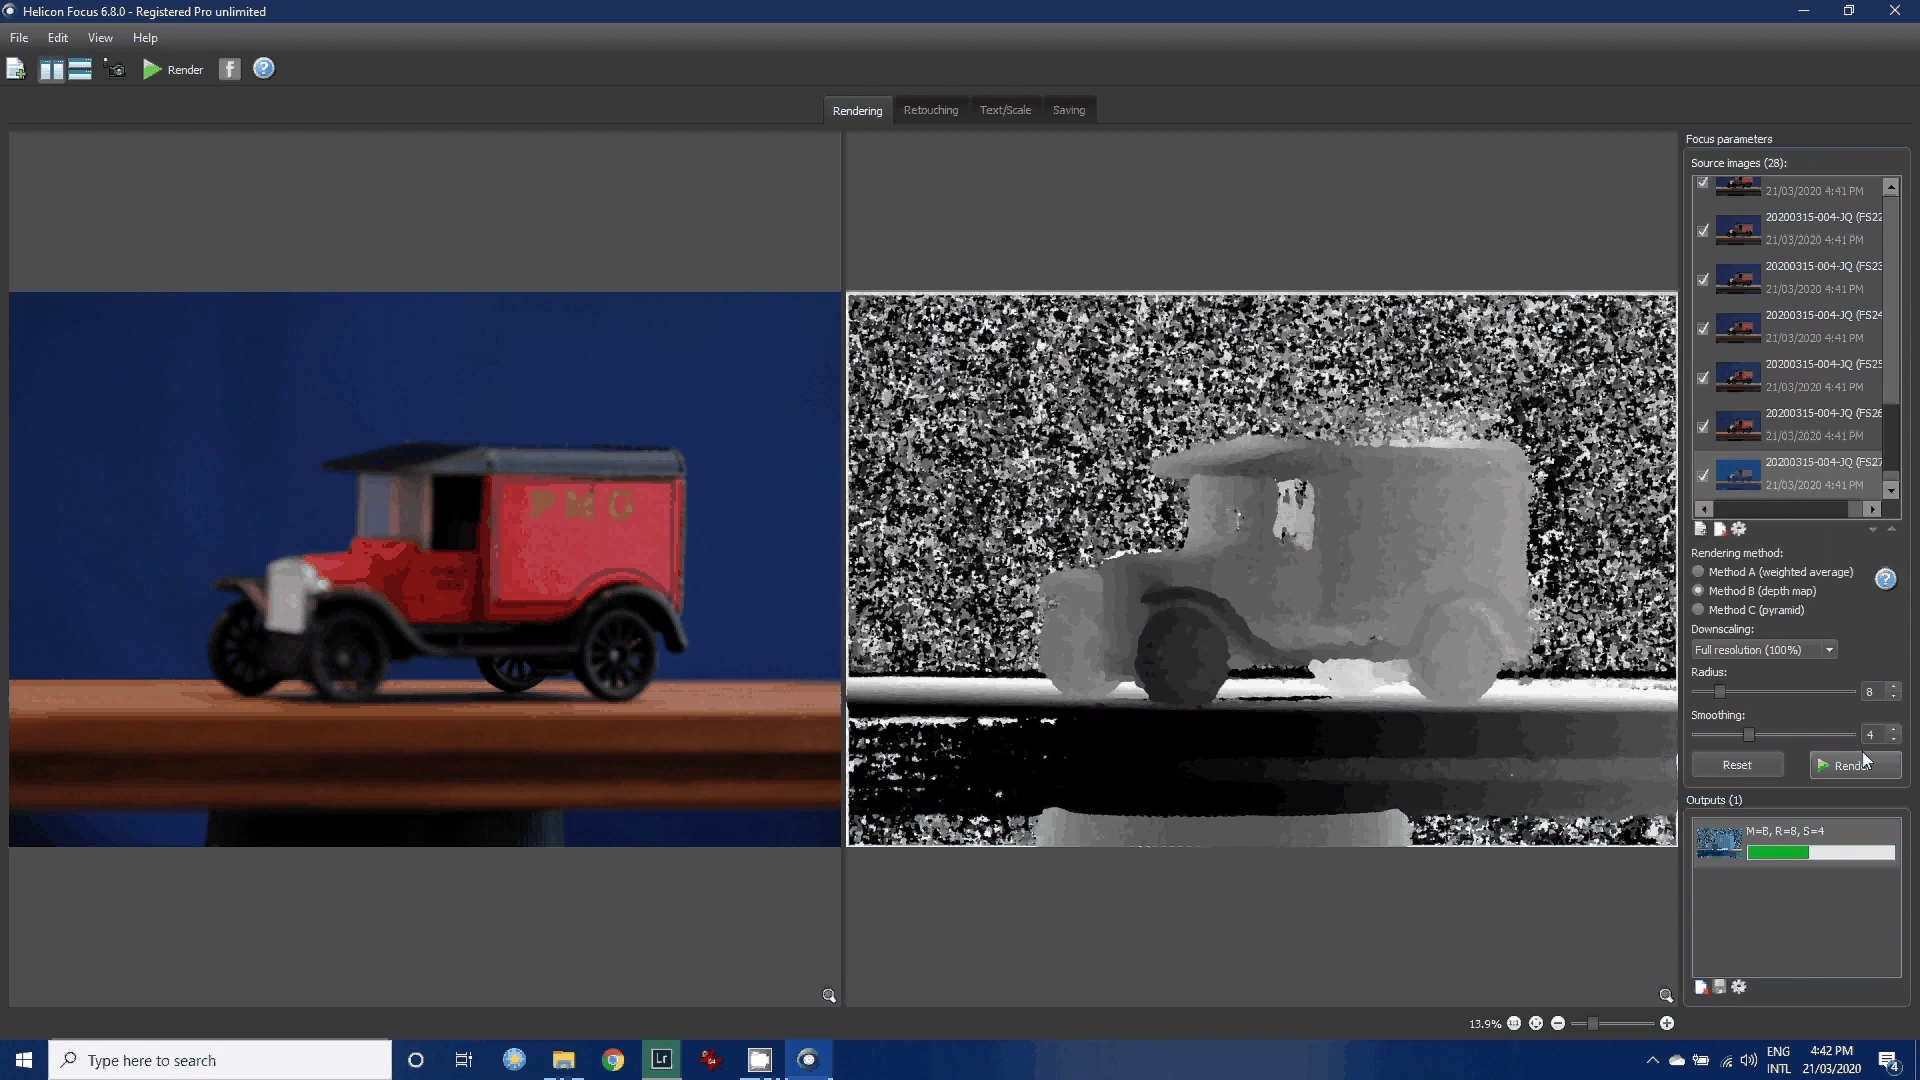 Helicon Focus 6.8.0 - Registered Pro unlimited
File Edit View Help
Render
Rendering Retouching Text/Scale Saving
Focus parameters
Source images (28):
21/03/2020 4:41 PM
20200315-004-JQ (FS22
21/03/2020 4:41 PM
20200315-004-JQ (FS23
21/03/2020 4:41 PM
20200315-004-JQ (FS24
21/03/2020 4:41 PM
20200315-004-JQ (FS25
21/03/2020 4:41 PM
20200315-004-JQ (FS26
21/03/2020 4:41 PM
20200315-004-JQ (FS27
21/03/2020 4:41 PM
Rendering method:
Method A (weighted average)
Method B (depth map)
Method C (pyramid)
Downscaling:
Full resolution (100%)
Radius:
8
Smoothing:
4
Reset Render
Outputs (1)
M=B, R=8, S=4
P M G
13.9%
Type here to search
Lr
ENG
INTL
4:42 PM
21/03/2020
4